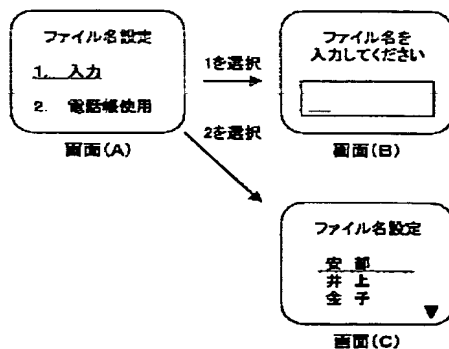 ファイル名設定
1. 入力
2. 電話帳使用
画面(A)
1を選択
2を選択
ファイル名を
入力してください
画面(B)
ファイル名設定
安 部
井 上
金 子
画面(C)